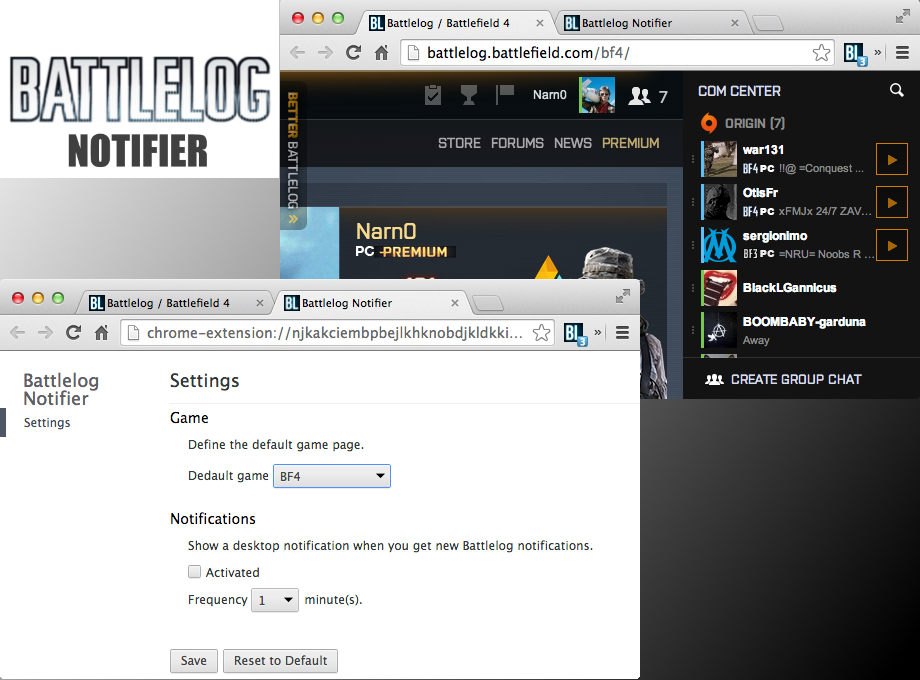 BATTLELOG
NOTIFIER
BL Battlelog / Battlefield 4
BL Battlelog Notifier
battlelog.battlefield.com/bf4/
BL 3 »
BETTER BATTLELOG »
Narn0
7
STORE FORUMS NEWS PREMIUM
Narn0
PC PREMIUM
COM CENTER
ORIGIN [7]
war131
BF4 PC !!@ =Conquest ...
OtisFr
BF4 PC xFMJx 24/7 ZAV...
sergionimo
BF3 PC =NRU= Noobs R ...
BlackLGannicus
BOOMBABY-garduna
Away
CREATE GROUP CHAT
BL Battlelog / Battlefield 4
BL Battlelog Notifier
chrome-extension://njkakciembpbejlkhknobdjkldkki...
BL 3 »
Battlelog
Notifier
Settings
Settings
Game
Define the default game page.
Dedault game BF4
Notifications
Show a desktop notification when you get new Battlelog notifications.
Activated
Frequency 1 minute(s).
Save Reset to Default